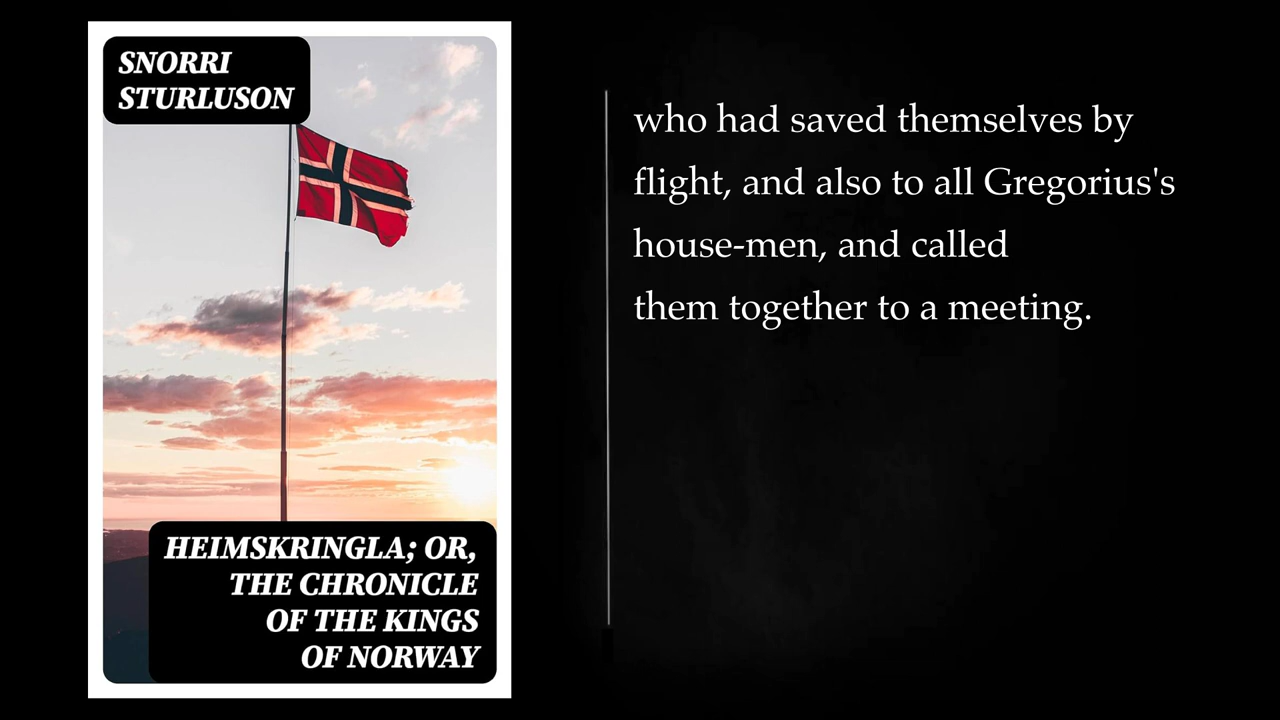 SNORRI
STURLUSON
HEIMSKRINGLA; OR,
THE CHRONICLE
OF THE KINGS
OF NORWAY
who had saved themselves by
flight, and also to all Gregorius's
house-men, and called
them together to a meeting.